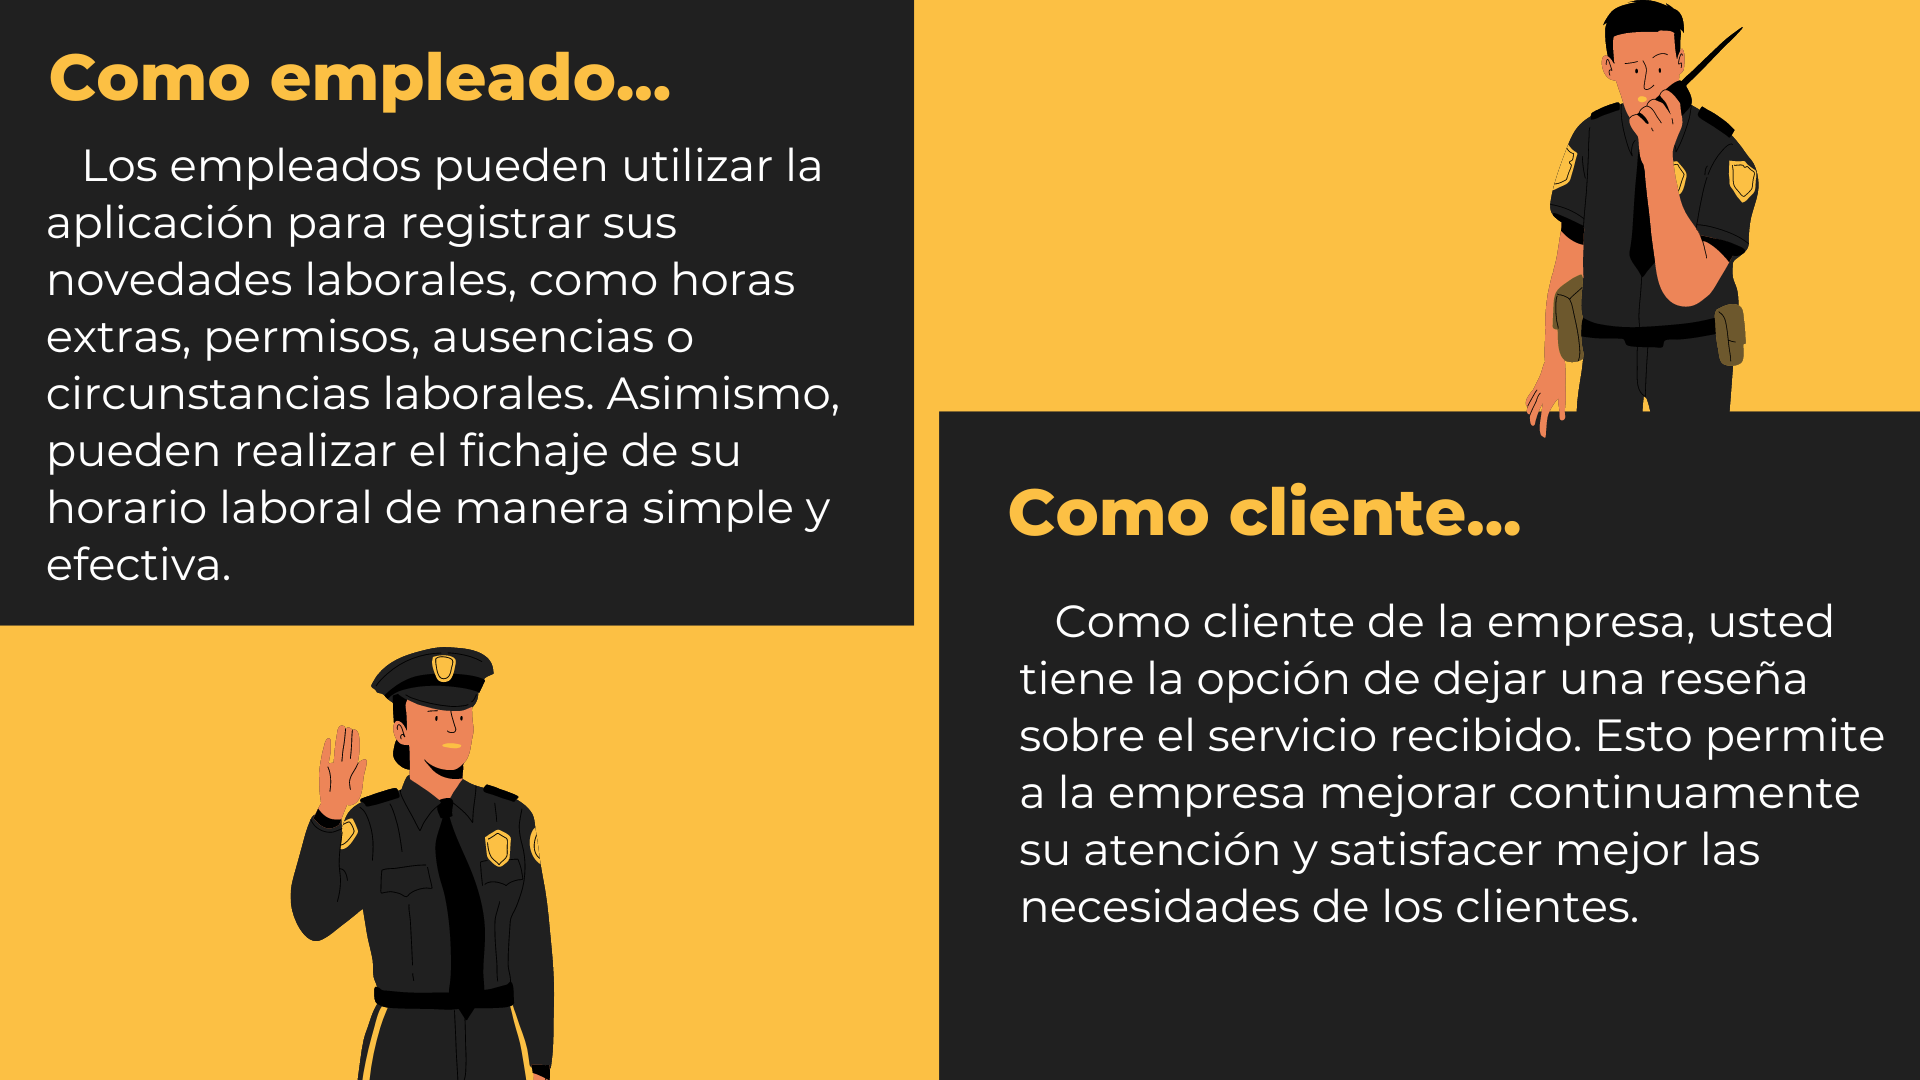 Como empleado...
Los empleados pueden utilizar la
aplicación para registrar sus
novedades laborales, como horas
extras, permisos, ausencias o
circunstancias laborales. Asimismo,
pueden realizar el fichaje de su
horario laboral de manera simple y
efectiva.
Como cliente...
Como cliente de la empresa, usted
tiene la opción de dejar una reseña
sobre el servicio recibido. Esto permite
a la empresa mejorar continuamente
su atención y satisfacer mejor las
necesidades de los clientes.